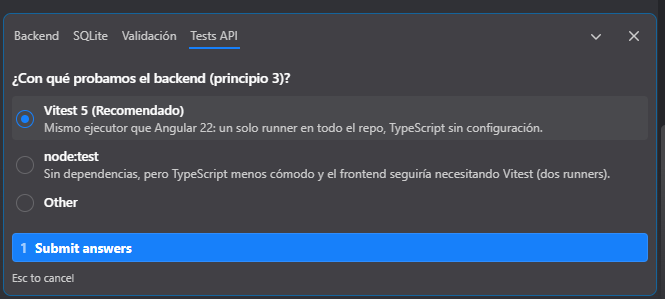 Backend SQLite Validación Tests API
¿Con qué probamos el backend (principio 3)?
Vitest 5 (Recomendado)
Mismo ejecutor que Angular 22: un solo runner en todo el repo, TypeScript sin configuración.
node:test
Sin dependencias, pero TypeScript menos cómodo y el frontend seguiría necesitando Vitest (dos runners).
Other
1 Submit answers
Esc to cancel